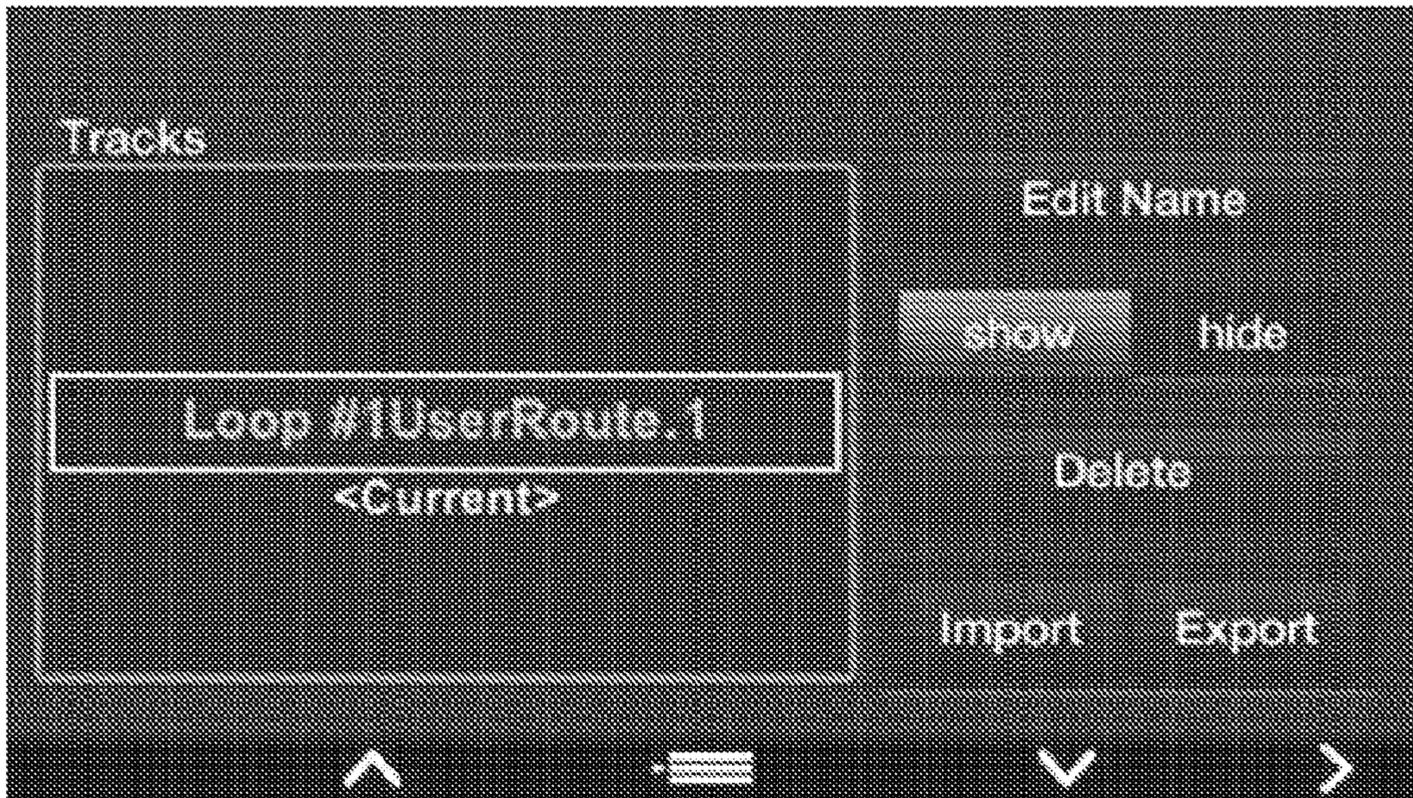 Tracks
Loop #1UserRoute.1
<Current>
Edit Name
show hide
Delete
Import Export